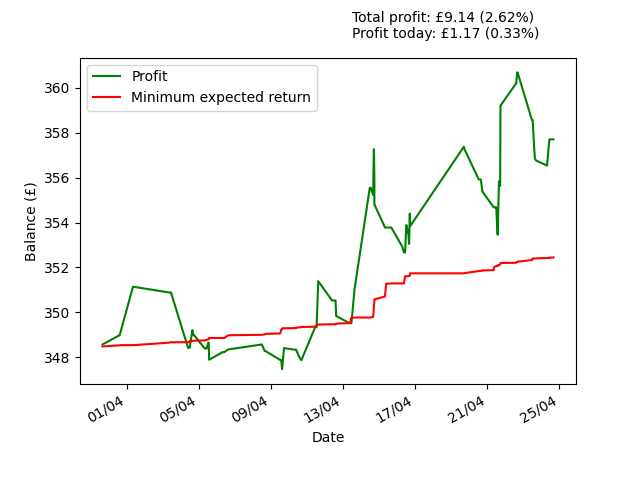 Total profit: £9.14 (2.62%)
Profit today: £1.17 (0.33%)
Profit
Minimum expected return
360
358
356
354
352
350
348
Balance (£)
01/04
05/04
09/04
13/04
17/04
21/04
25/04
Date